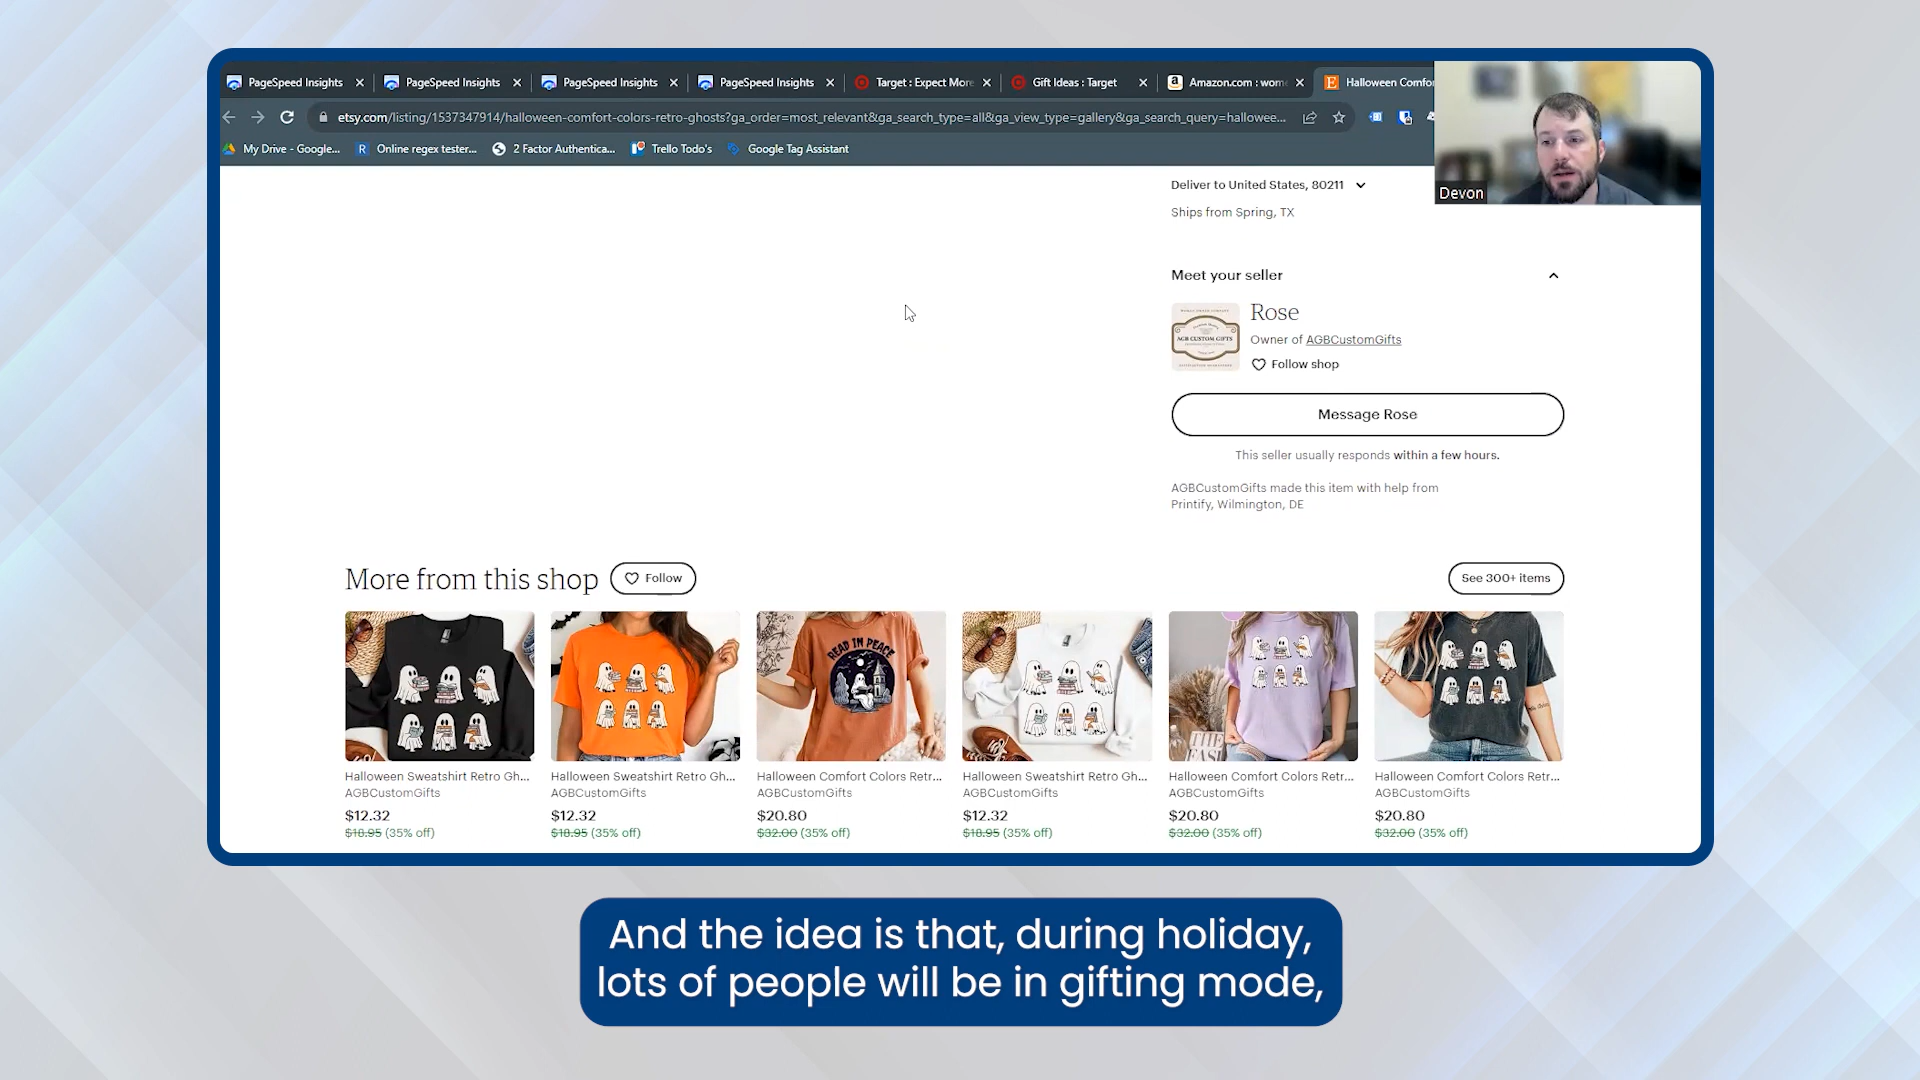 PageSpeed Insights
PageSpeed Insights
PageSpeed Insights
PageSpeed Insights
Target : Expect More
Gift Ideas : Target
Amazon.com : wome
Halloween Comfor
etsy.com/listing/1537347914/halloween-comfort-colors-retro-ghosts?ga_order=most_relevant&ga_search_type=all&ga_view_type=gallery&ga_search_query=hallowee...
My Drive - Google...
Online regex tester...
2 Factor Authentica...
Trello Todo's
Google Tag Assistant
Devon
Deliver to United States, 80211
Ships from Spring, TX
Meet your seller
AGB CUSTOM GIFTS
Rose
Owner of AGBCustomGifts
Follow shop
Message Rose
This seller usually responds within a few hours.
AGBCustomGifts made this item with help from
Printify, Wilmington, DE
More from this shop
Follow
See 300+ items
READ IN PEACE
Halloween Sweatshirt Retro Gh...
AGBCustomGifts
$12.32
$18.95 (35% off)
Halloween Sweatshirt Retro Gh...
AGBCustomGifts
$12.32
$18.95 (35% off)
Halloween Comfort Colors Retr...
AGBCustomGifts
$20.80
$32.00 (35% off)
Halloween Sweatshirt Retro Gh...
AGBCustomGifts
$12.32
$18.95 (35% off)
Halloween Comfort Colors Retr...
AGBCustomGifts
$20.80
$32.00 (35% off)
Halloween Comfort Colors Retr...
AGBCustomGifts
$20.80
$32.00 (35% off)
And the idea is that, during holiday,
lots of people will be in gifting mode,